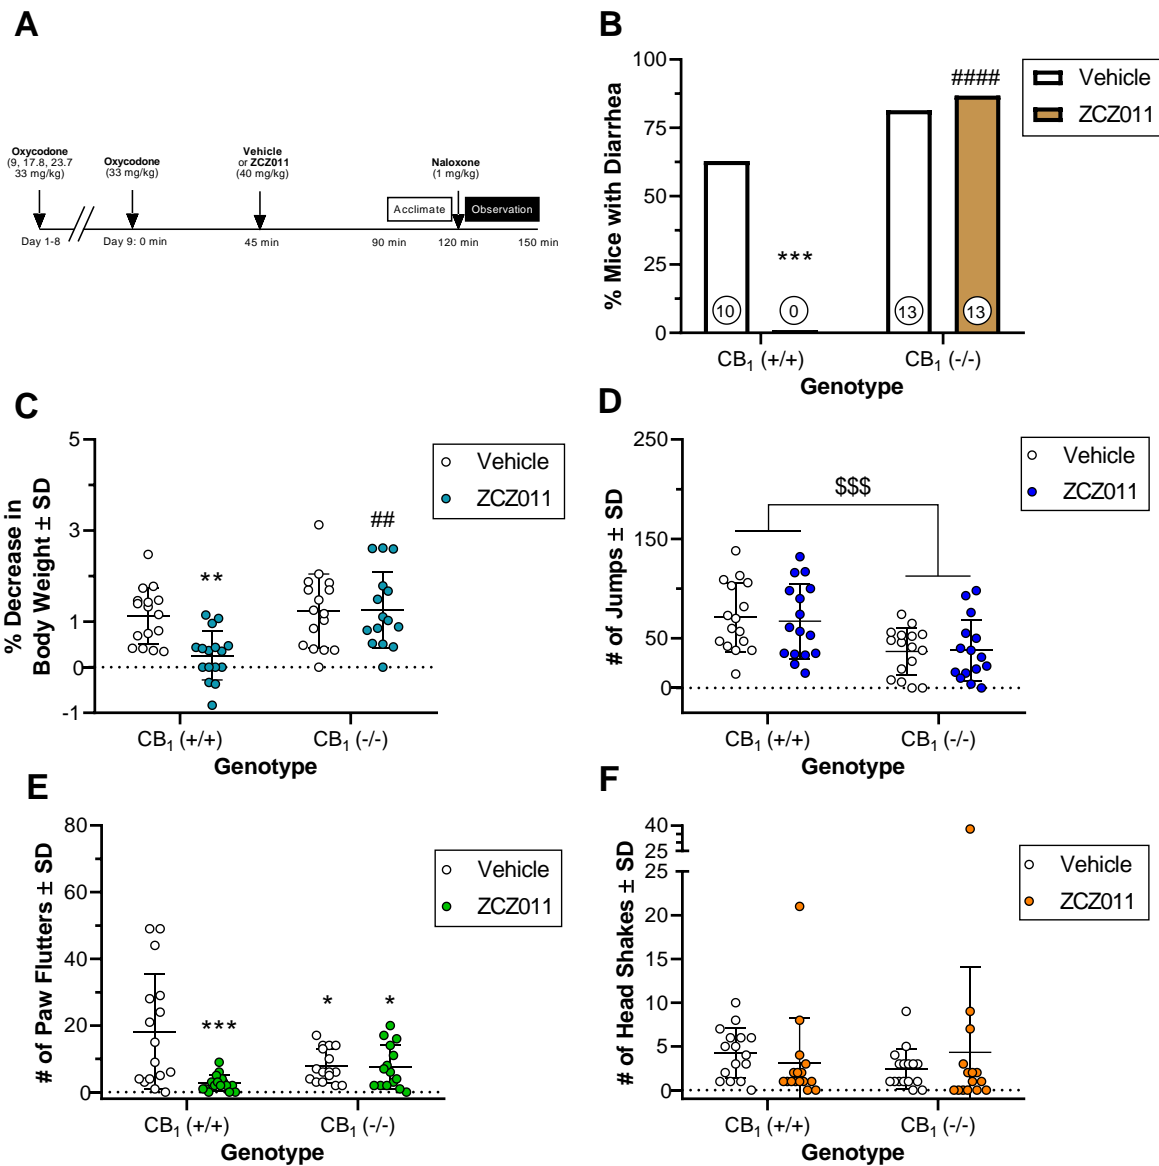 A
Oxycodone
(9, 17.8, 23.7
33 mg/kg)
Oxycodone
(33 mg/kg)
Vehicle
or ZCZ011
(40 mg/kg)
Naloxone
(1 mg/kg)
Acclimate
Observation
Day 1-8
Day 9: 0 min
45 min
90 min
120 min
150 min
B
% Mice with Diarrhea
100
75
50
25
0
***
####
10
0
13
13
CB₁ (+/+)
CB₁ (-/-)
Genotype
Vehicle
ZCZ011
C
% Decrease in
Body Weight ± SD
5
3
1
0
-1
**
##
CB₁ (+/+)
CB₁ (-/-)
Genotype
Vehicle
ZCZ011
D
# of Jumps ± SD
250
150
50
0
$$$
CB₁ (+/+)
CB₁ (-/-)
Genotype
Vehicle
ZCZ011
E
# of Paw Flutters ± SD
80
60
40
20
0
***
*
*
CB₁ (+/+)
CB₁ (-/-)
Genotype
Vehicle
ZCZ011
F
# of Head Shakes ± SD
40
25
25
20
15
10
5
0
CB₁ (+/+)
CB₁ (-/-)
Genotype
Vehicle
ZCZ011